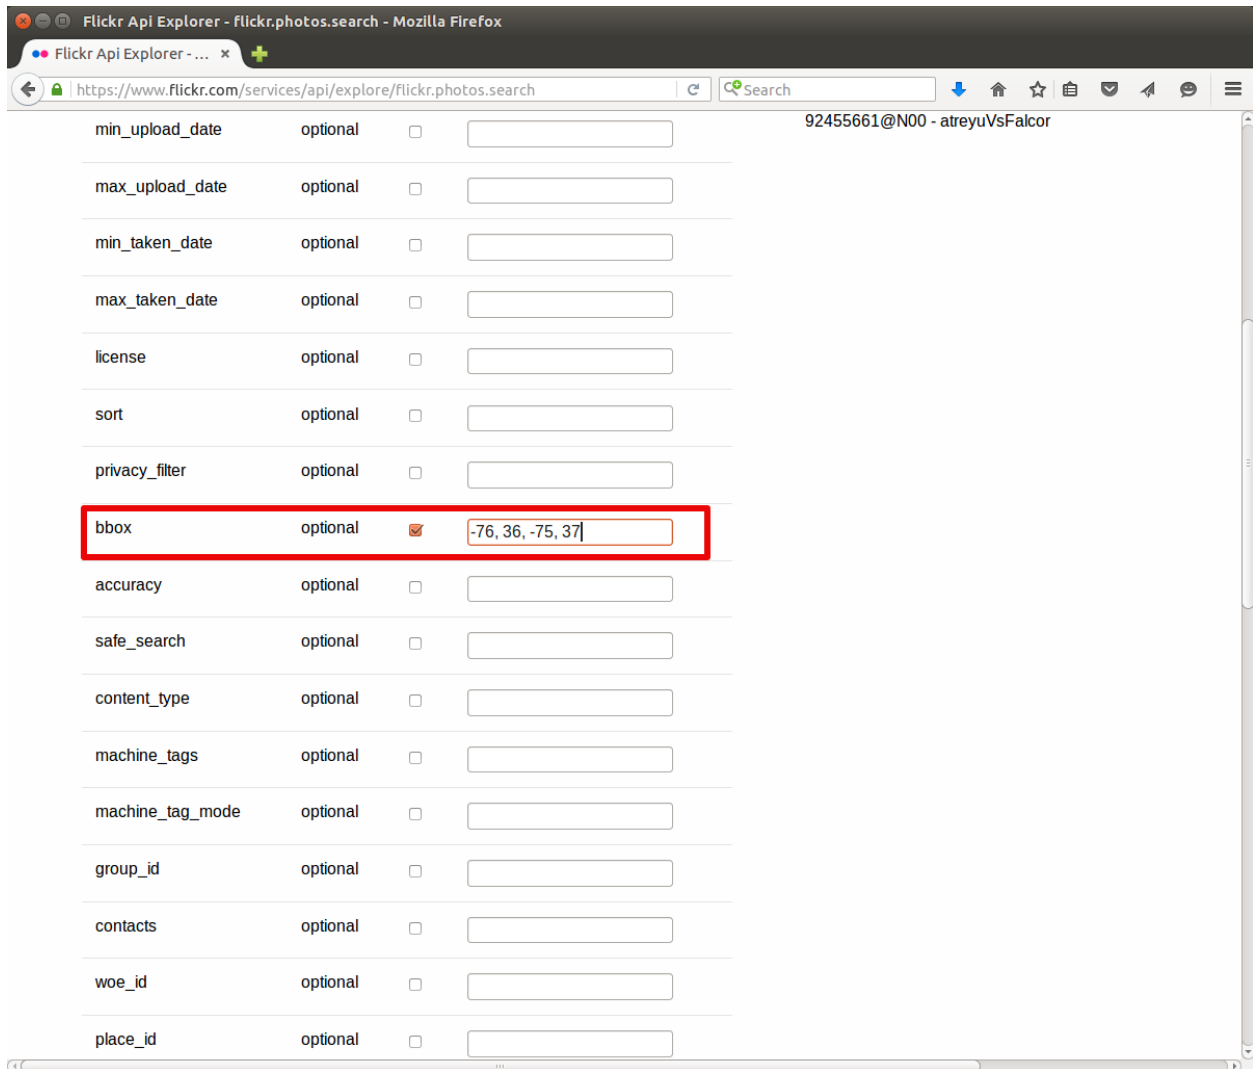 Flickr Api Explorer - flickr.photos.search - Mozilla Firefox
Flickr Api Explorer - ... ×
https://www.flickr.com/services/api/explore/flickr.photos.search
Search
92455661@N00 - atreyuVsFalcor
min_upload_date optional
max_upload_date optional
min_taken_date optional
max_taken_date optional
license optional
sort optional
privacy_filter optional
bbox optional -76, 36, -75, 37
accuracy optional
safe_search optional
content_type optional
machine_tags optional
machine_tag_mode optional
group_id optional
contacts optional
woe_id optional
place_id optional